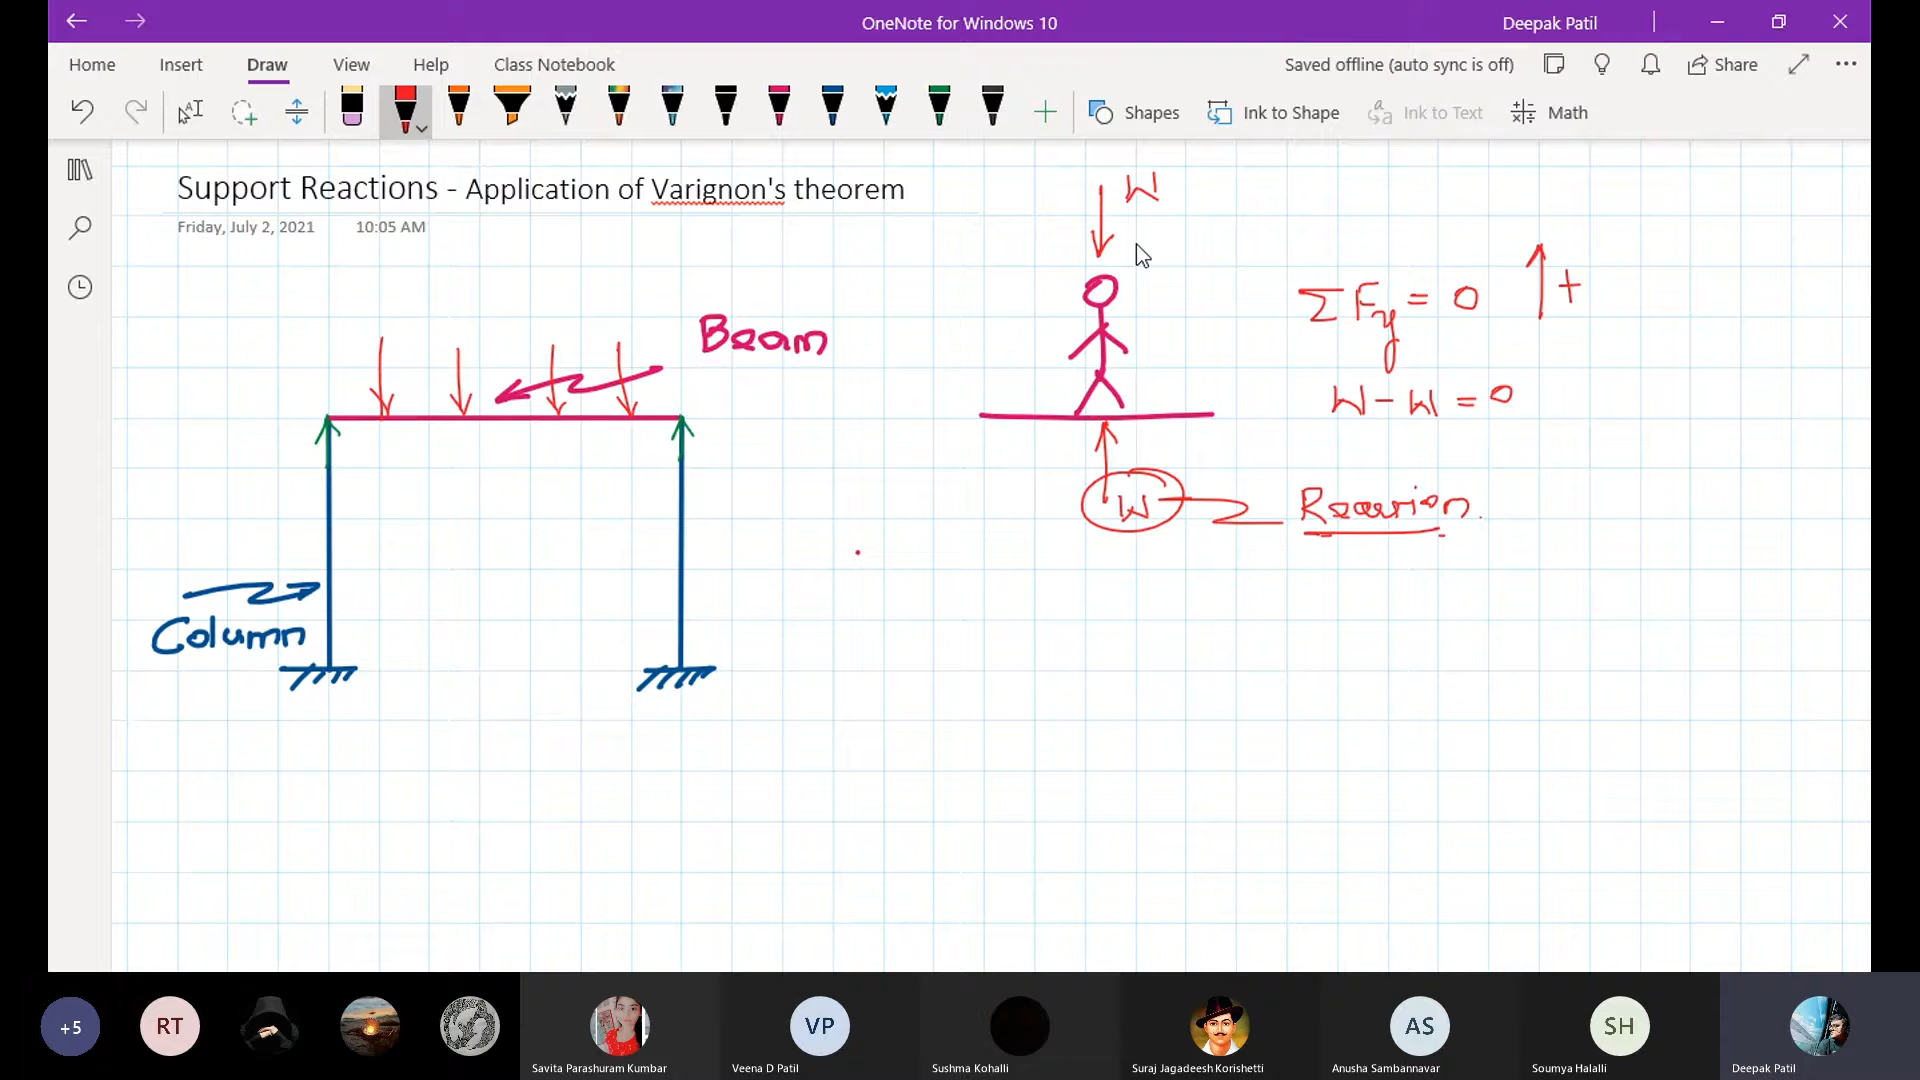 OneNote for Windows 10
Deepak Patil
Home Insert Draw View Help Class Notebook
Saved offline (auto sync is off)
Share
Shapes
Ink to Shape
Ink to Text
Math
Support Reactions - Application of Varignon's theorem
Friday, July 2, 2021 10:05 AM
W
ΣFy = 0 +
Beam
W - W = 0
W
Reaction.
Column
+5
RT
VP
AS
SH
Savita Parashuram Kumbar
Veena D Patil
Sushma Kohalli
Suraj Jagadeesh Korishetti
Anusha Sambannavar
Soumya Halalli
Deepak Patil